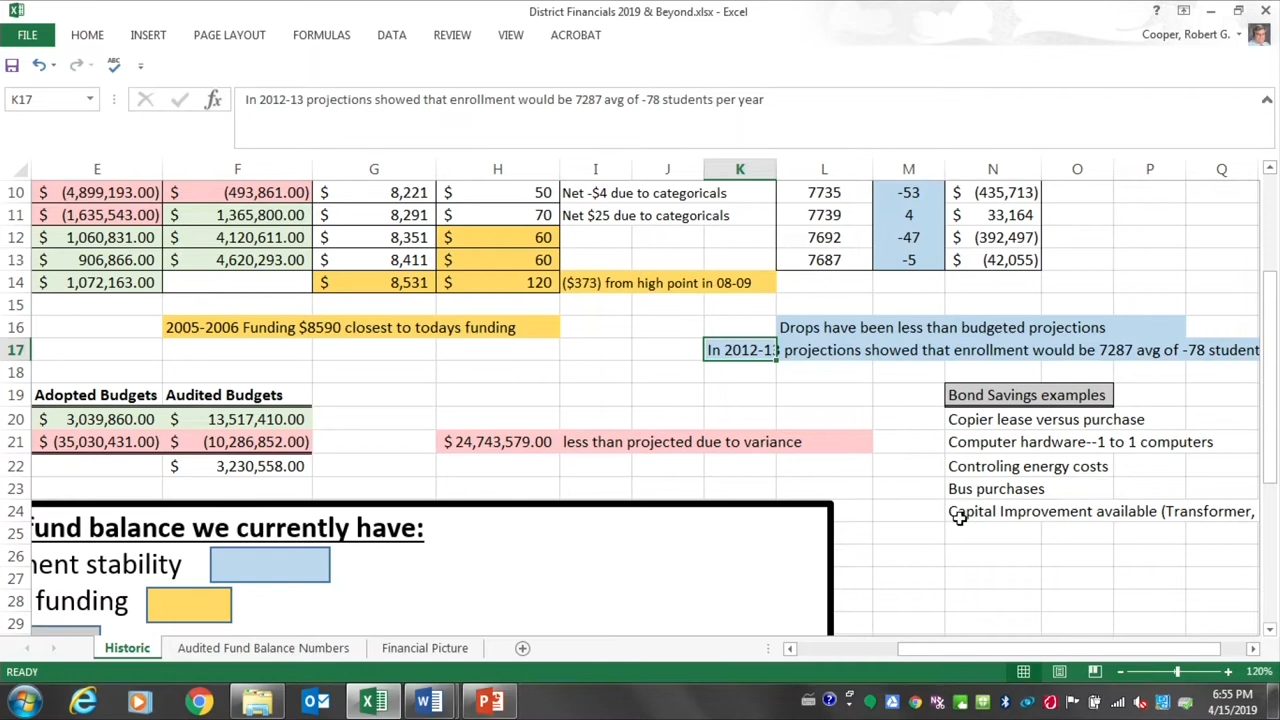 District Financials 2019 & Beyond.xlsx - Excel
FILE HOME INSERT PAGE LAYOUT FORMULAS DATA REVIEW VIEW ACROBAT Cooper, Robert G.
K17 fx In 2012-13 projections showed that enrollment would be 7287 avg of -78 students per year
E F G H I J K L M N O P Q
10 $ (4,899,193.00) $ (493,861.00) $ 8,221 $ 50 Net -$4 due to categoricals 7735 -53 $ (435,713)
11 $ (1,635,543.00) $ 1,365,800.00 $ 8,291 $ 70 Net $25 due to categoricals 7739 4 $ 33,164
12 $ 1,060,831.00 $ 4,120,611.00 $ 8,351 $ 60 7692 -47 $ (392,497)
13 $ 906,866.00 $ 4,620,293.00 $ 8,411 $ 60 7687 -5 $ (42,055)
14 $ 1,072,163.00 $ 8,531 $ 120 ($373) from high point in 08-09
15
16 2005-2006 Funding $8590 closest to todays funding Drops have been less than budgeted projections
17 In 2012-13 projections showed that enrollment would be 7287 avg of -78 student
18
19 Adopted Budgets Audited Budgets Bond Savings examples
20 $ 3,039,860.00 $ 13,517,410.00 Copier lease versus purchase
21 $ (35,030,431.00) $ (10,286,852.00) $ 24,743,579.00 less than projected due to variance Computer hardware--1 to 1 computers
22 $ 3,230,558.00 Controling energy costs
23 Bus purchases
24 Capital Improvement available (Transformer,
fund balance we currently have:
25
26 nent stability
27
28 funding
29
Historic Audited Fund Balance Numbers Financial Picture
READY 120%
6:55 PM
4/15/2019